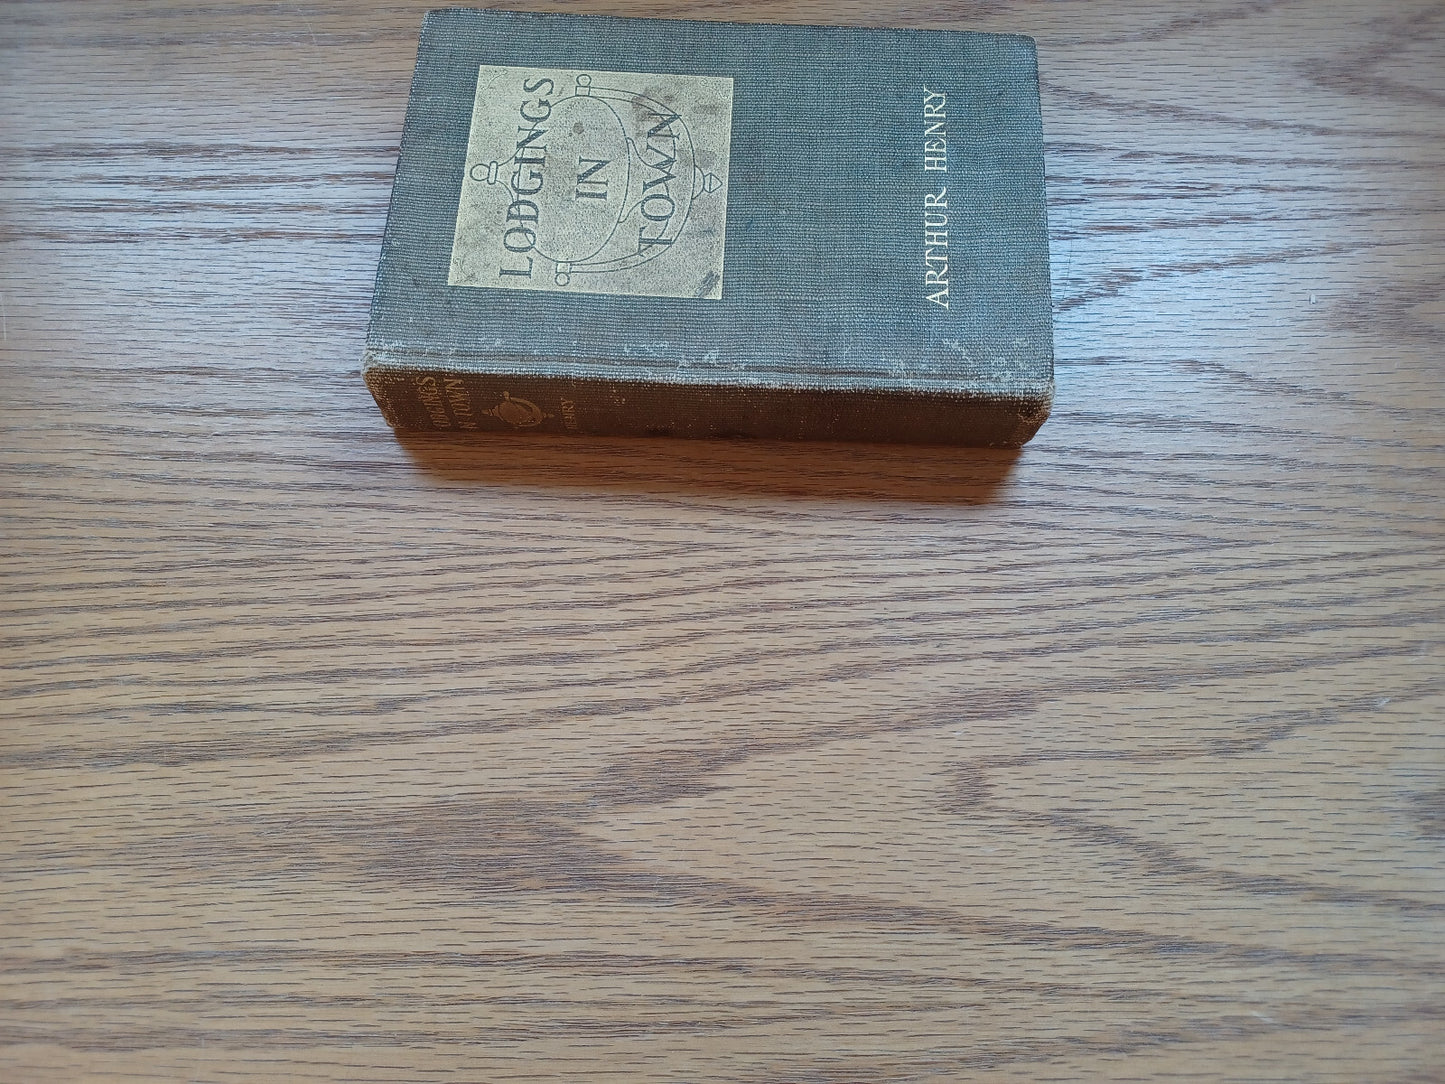 LODGINGS
IN
TOWN
ARTHUR HENRY
LODGINGS
IN TOWN
HENRY